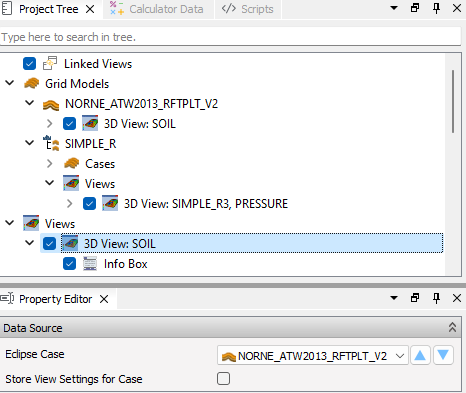 Project Tree
Calculator Data
Scripts
Type here to search in tree.
Linked Views
Grid Models
NORNE_ATW2013_RFTPLT_V2
3D View: SOIL
SIMPLE_R
Cases
Views
3D View: SIMPLE_R3, PRESSURE
Views
3D View: SOIL
Info Box
Property Editor
Data Source
Eclipse Case NORNE_ATW2013_RFTPLT_V2
Store View Settings for Case